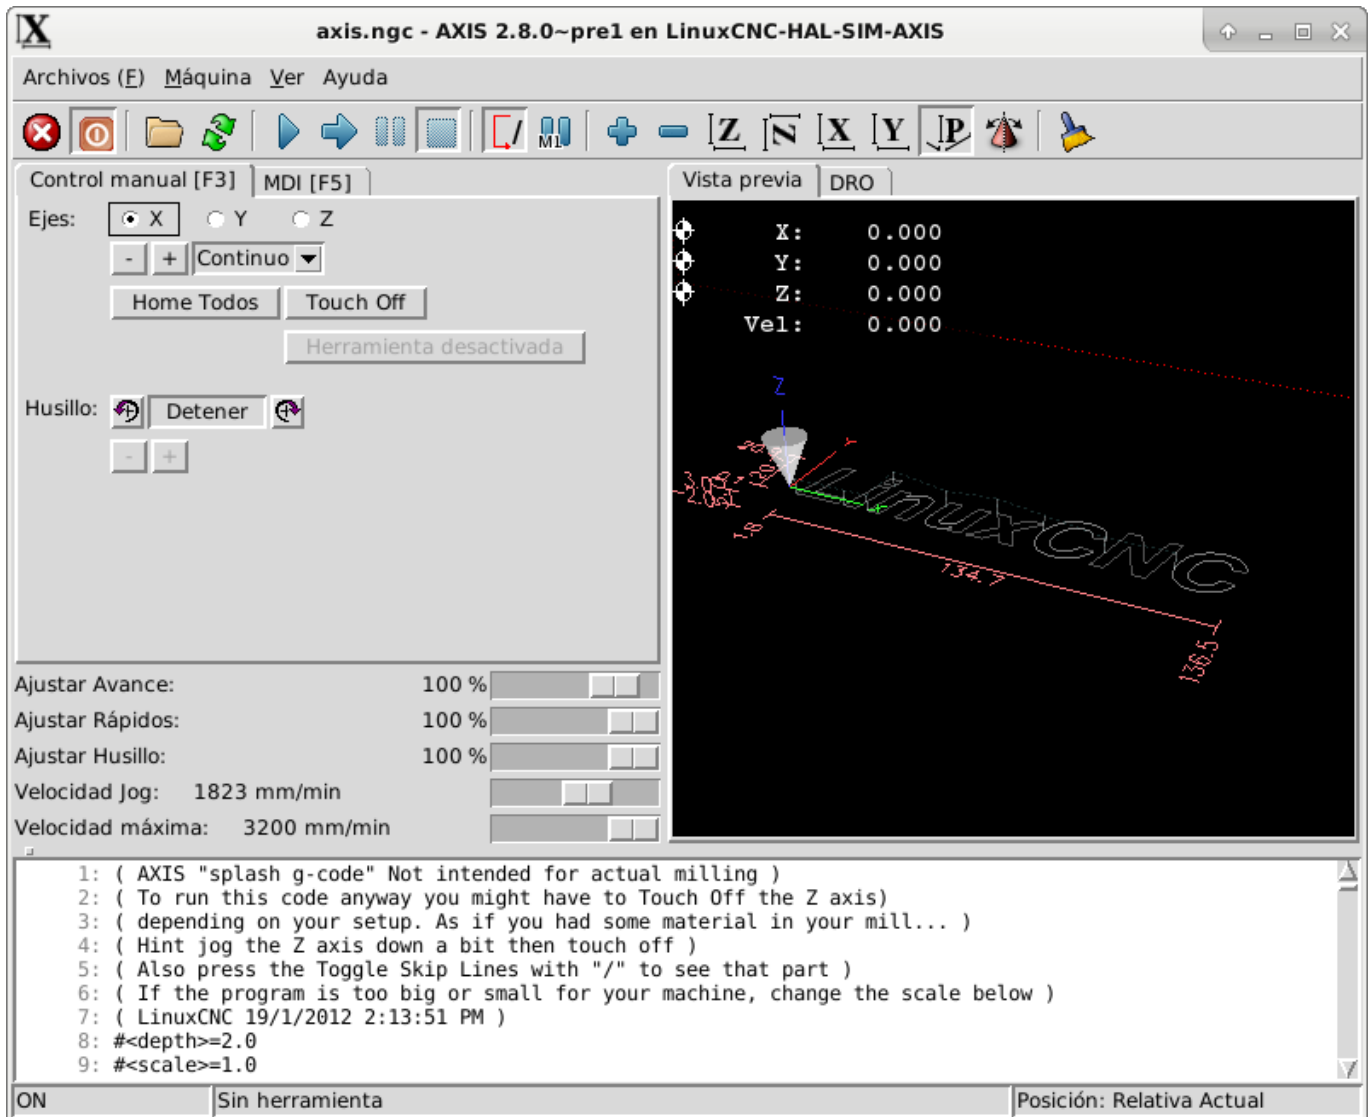 axis.ngc - AXIS 2.8.0~pre1 en LinuxCNC-HAL-SIM-AXIS
Archivos (F) Máquina Ver Ayuda
M1 Z N X Y P
Control manual [F3] MDI [F5]
Ejes: X Y Z
- + Continuo
Home Todos Touch Off
Herramienta desactivada
Husillo: Detener
- +
Ajustar Avance: 100 %
Ajustar Rápidos: 100 %
Ajustar Husillo: 100 %
Velocidad Jog: 1823 mm/min
Velocidad máxima: 3200 mm/min
Vista previa DRO
X: 0.000
Y: 0.000
Z: 0.000
Vel: 0.000
Z
LinuxCNC
1.8
134.7
136.5
1: ( AXIS "splash g-code" Not intended for actual milling )
2: ( To run this code anyway you might have to Touch Off the Z axis)
3: ( depending on your setup. As if you had some material in your mill... )
4: ( Hint jog the Z axis down a bit then touch off )
5: ( Also press the Toggle Skip Lines with "/" to see that part )
6: ( If the program is too big or small for your machine, change the scale below )
7: ( LinuxCNC 19/1/2012 2:13:51 PM )
8: #<depth>=2.0
9: #<scale>=1.0
ON Sin herramienta Posición: Relativa Actual